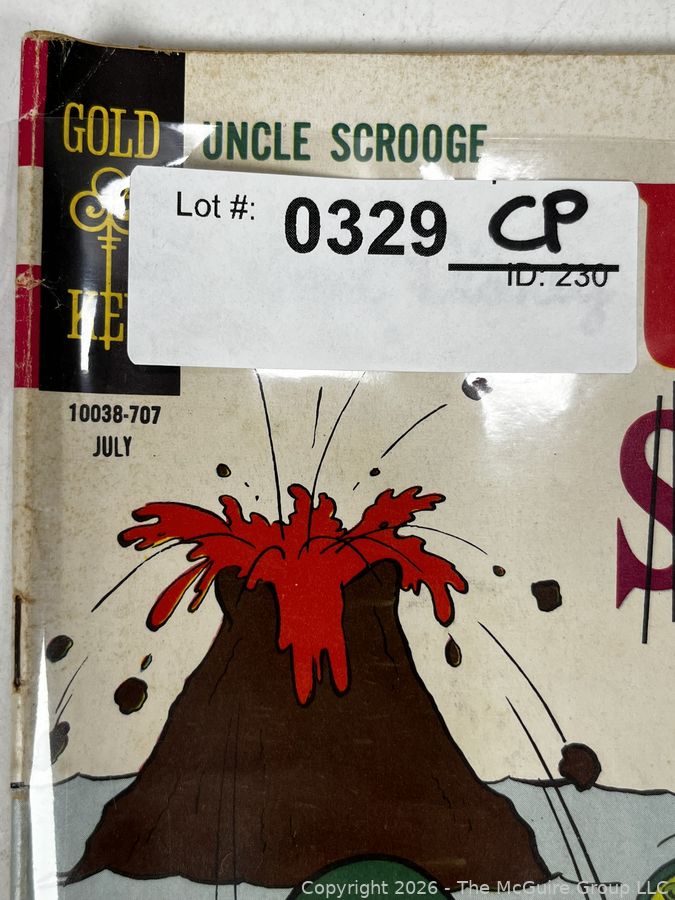 GOLD
KEY
UNCLE SCROOGE
Lot #:
0329
CP
ID: 230
10038-707
JULY
$
Copyright 2026 - The McGuire Group LLC